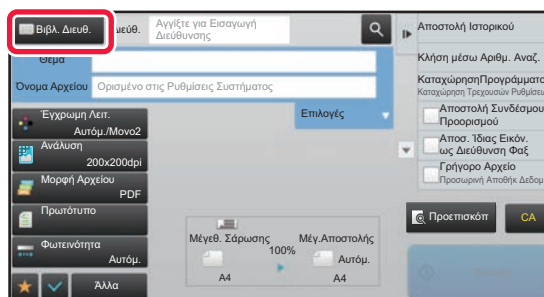 Βιβλ. Διευθ.
Διεύθ.
Αγγίξτε για Εισαγωγή
Διεύθυνσης
Θέμα
Όνομα Αρχείου
Ορισμένο στις Ρυθμίσεις Συστήματος
Έγχρωμη Λειτ.
Αυτόμ./Μονο2
Επιλογές
Ανάλυση
200x200dpi
Μορφή Αρχείου
PDF
Πρωτότυπο
Φωτεινότητα
Αυτόμ.
Άλλα
Μέγεθ. Σάρωσης
100%
Μέγ.Αποστολής
Αυτόμ.
A4
A4
Αποστολή Ιστορικού
Κλήση μέσω Αριθμ. Αναζ.
ΚαταχώρησηΠρογράμματο
Καταχώρηση Τρεχουσών Ρυθμίσεω
Αποστολή Συνδέσμου
Προορισμού
Αποσ. Ίδιας Εικόν.
ως Διεύθυνση Φαξ
Γρήγορο Αρχείο
Προσωρινή Αποθήκ Δεδομ
Προεπισκόπ
CA